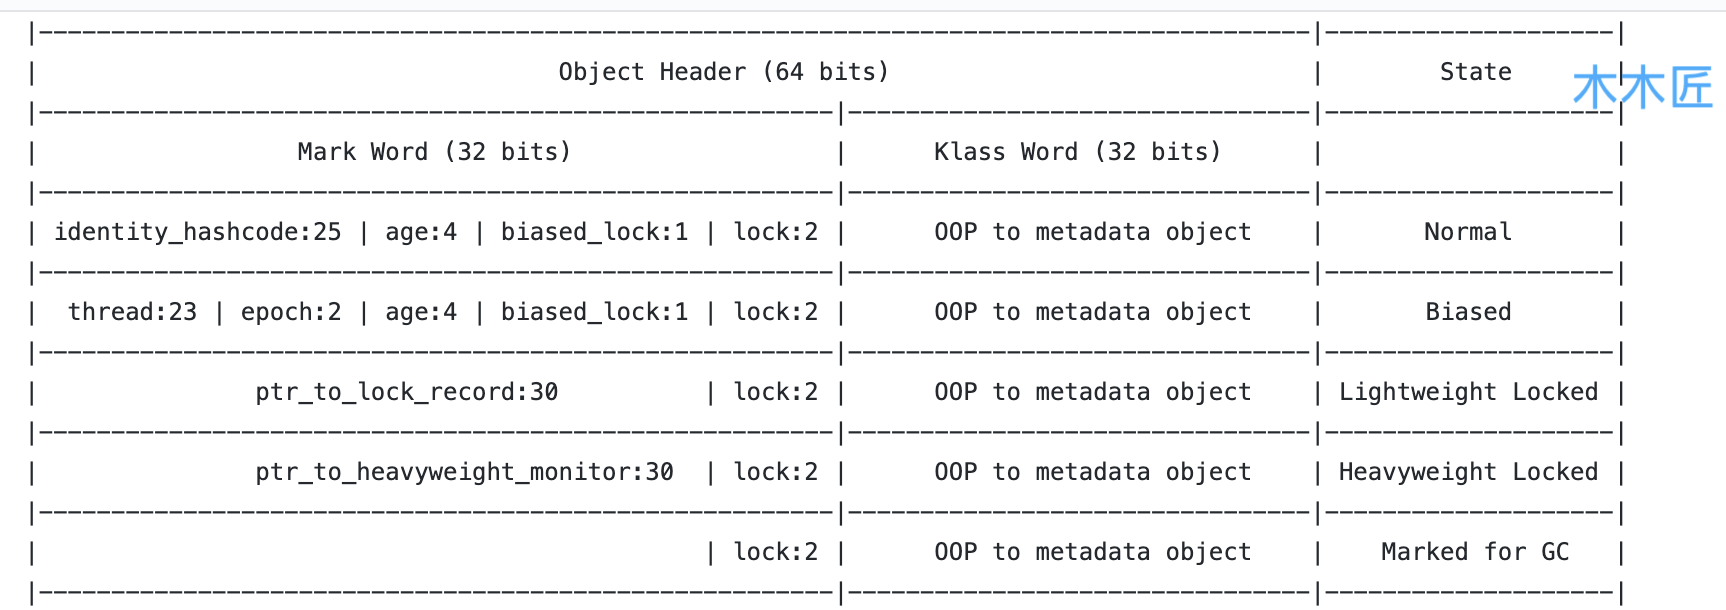 |----------------------------------------------------------------------------------------|--------------------|
|                                    Object Header (64 bits)                             |       State        |
木木匠
|-------------------------------------------------------|--------------------------------|--------------------|
|                  Mark Word (32 bits)                  |      Klass Word (32 bits)      |                    |
|-------------------------------------------------------|--------------------------------|--------------------|
| identity_hashcode:25 | age:4 | biased_lock:1 | lock:2 |      OOP to metadata object    |       Normal       |
|-------------------------------------------------------|--------------------------------|--------------------|
|  thread:23 | epoch:2 | age:4 | biased_lock:1 | lock:2 |      OOP to metadata object    |       Biased       |
|-------------------------------------------------------|--------------------------------|--------------------|
|               ptr_to_lock_record:30          | lock:2 |      OOP to metadata object    | Lightweight Locked |
|-------------------------------------------------------|--------------------------------|--------------------|
|               ptr_to_heavyweight_monitor:30  | lock:2 |      OOP to metadata object    | Heavyweight Locked |
|-------------------------------------------------------|--------------------------------|--------------------|
|                                              | lock:2 |      OOP to metadata object    |    Marked for GC   |
|-------------------------------------------------------|--------------------------------|--------------------|